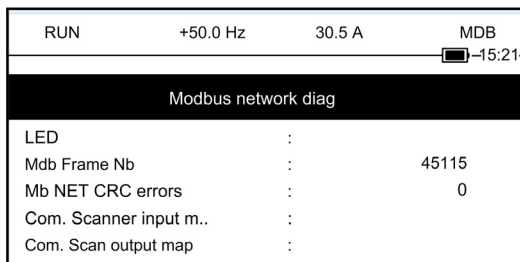 RUN +50.0 Hz 30.5 A MDB
15:21
Modbus network diag
LED :
Mdb Frame Nb : 45115
Mb NET CRC errors : 0
Com. Scanner input m.. :
Com. Scan output map :